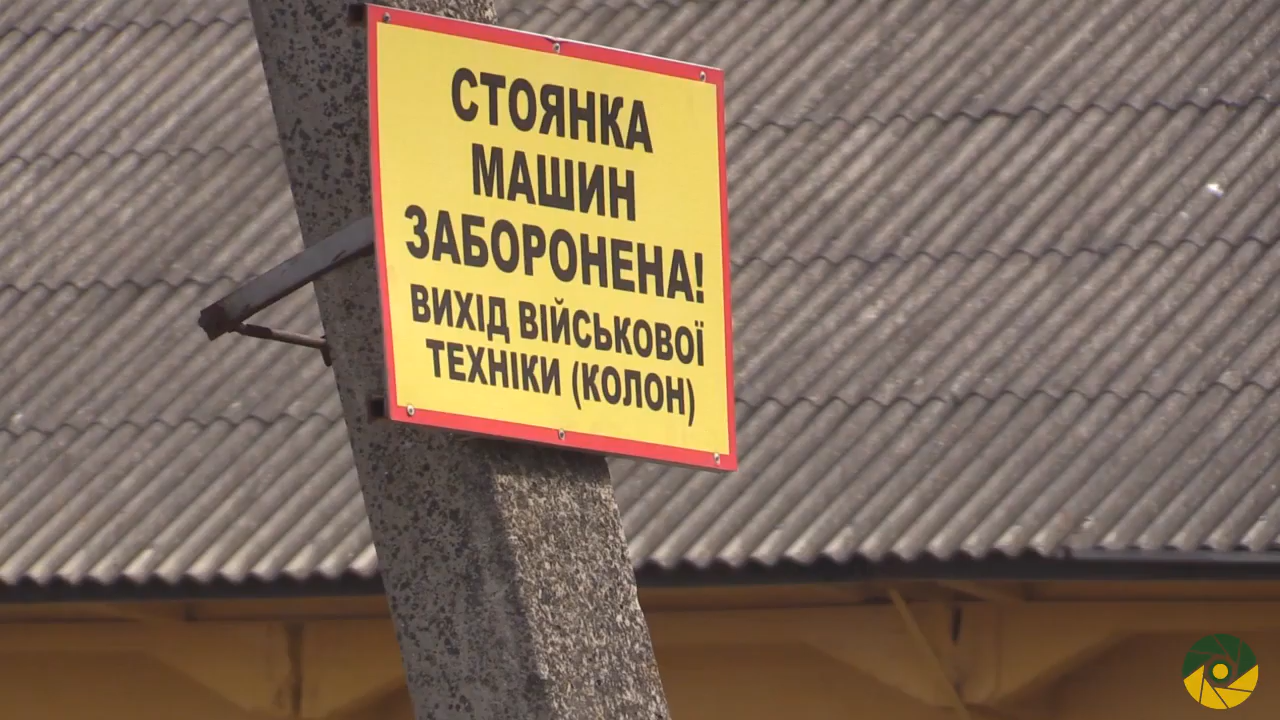 СТОЯНКА
МАШИН
ЗАБОРОНЕНА!
ВИХІД ВІЙСЬКОВОЇ
ТЕХНІКИ (КОЛОН)